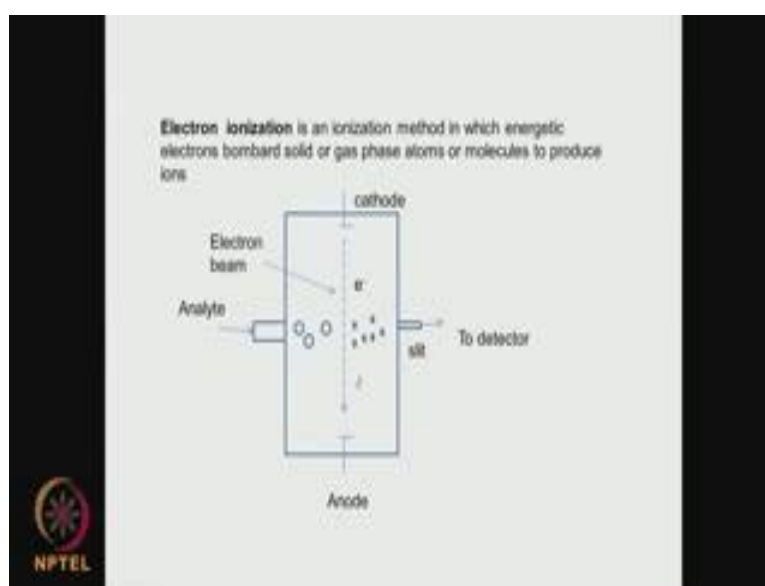 Electron ionization is an ionization method in which energetic
electrons bombard solid or gas phase atoms or molecules to produce
ions
cathode
Electron
beam
e-
Analyte
slit
To detector
Anode
NPTEL